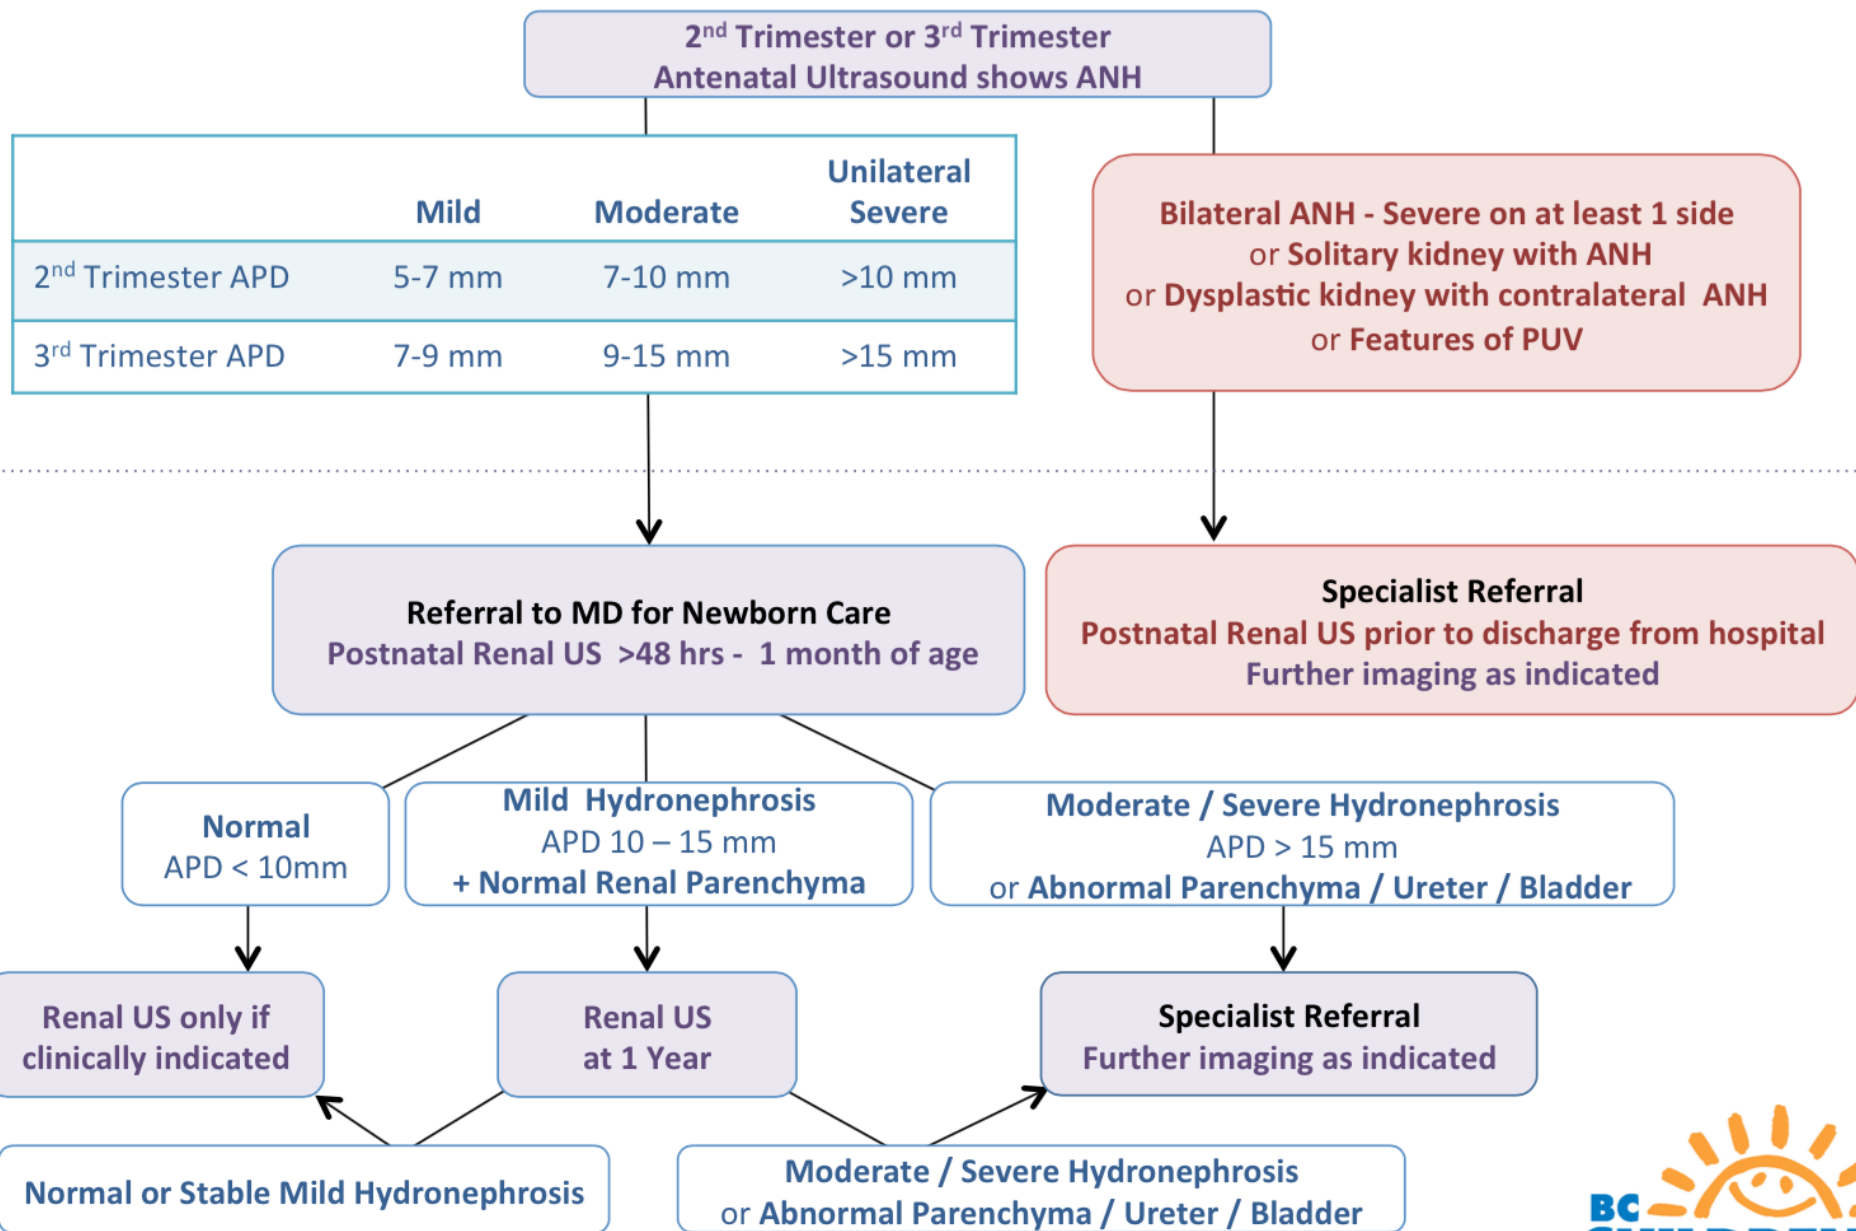 2nd Trimester or 3rd Trimester
Antenatal Ultrasound shows ANH
Mild Moderate Unilateral Severe
2nd Trimester APD 5-7 mm 7-10 mm >10 mm
3rd Trimester APD 7-9 mm 9-15 mm >15 mm
Bilateral ANH - Severe on at least 1 side
or Solitary kidney with ANH
or Dysplastic kidney with contralateral ANH
or Features of PUV
Referral to MD for Newborn Care
Postnatal Renal US >48 hrs - 1 month of age
Specialist Referral
Postnatal Renal US prior to discharge from hospital
Further imaging as indicated
Normal
APD < 10mm
Mild Hydronephrosis
APD 10 – 15 mm
+ Normal Renal Parenchyma
Moderate / Severe Hydronephrosis
APD > 15 mm
or Abnormal Parenchyma / Ureter / Bladder
Renal US only if
clinically indicated
Renal US
at 1 Year
Specialist Referral
Further imaging as indicated
Normal or Stable Mild Hydronephrosis
Moderate / Severe Hydronephrosis
or Abnormal Parenchyma / Ureter / Bladder
BC